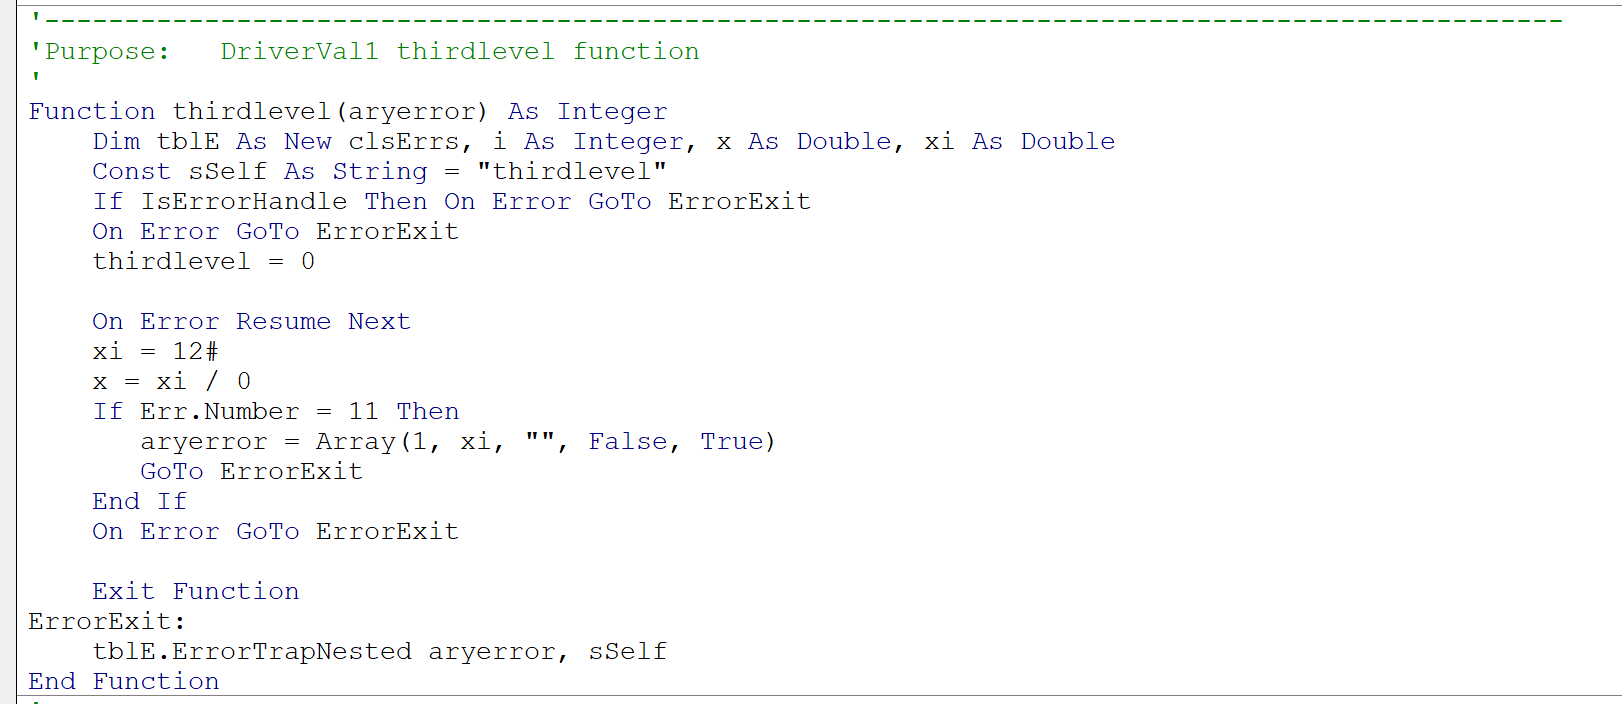 '-----------------------------------------------------------------------------------------------
'Purpose:   DriverVal1 thirdlevel function
'
Function thirdlevel(aryerror) As Integer
    Dim tblE As New clsErrs, i As Integer, x As Double, xi As Double
    Const sSelf As String = "thirdlevel"
    If IsErrorHandle Then On Error GoTo ErrorExit
    On Error GoTo ErrorExit
    thirdlevel = 0

    On Error Resume Next
    xi = 12#
    x = xi / 0
    If Err.Number = 11 Then
       aryerror = Array(1, xi, "", False, True)
       GoTo ErrorExit
    End If
    On Error GoTo ErrorExit

    Exit Function
ErrorExit:
    tblE.ErrorTrapNested aryerror, sSelf
End Function